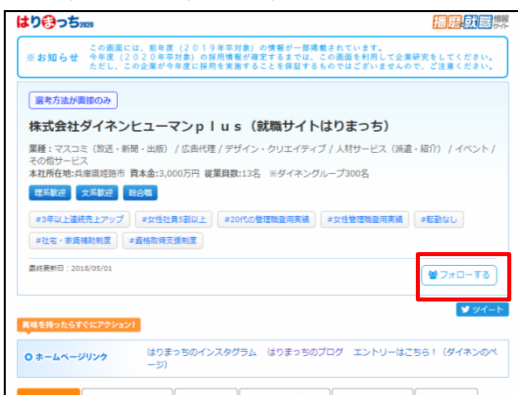 はりまっち2020
播磨の就職情報サイト
※お知らせ
この画面には、前年度（２０１９年卒対象）の情報が一部掲載されています。
今年度（２０２０年卒対象）の採用情報が確定するまでは、この画面を利用して企業研究をしてください。
ただし、この企業が今年度に採用を実施することを保証するものではございませんので、ご注意ください。
選考方法が面接のみ
株式会社ダイネンヒューマンｐｌｕｓ（就職サイトはりまっち）
業種：マスコミ（放送・新聞・出版）/ 広告代理 / デザイン・クリエイティブ / 人材サービス（派遣・紹介） / イベント /
その他サービス
本社所在地:兵庫県姫路市 資本金:3,000万円 従業員数:13名 ※ダイネングループ300名
理系歓迎 文系歓迎 総合職
#3年以上連続売上アップ #女性社員5割以上 #20代の管理職登用実績 #女性管理職登用実績 #転勤なし
#社宅・家賃補助制度 #資格取得支援制度
最終更新日：2018/05/01
フォローする
ツイート
興味を持ったらすぐにアクション!
ホームページリンク
はりまっちのインスタグラム はりまっちのブログ エントリーはこちら！（ダイネンのペ
ージ）